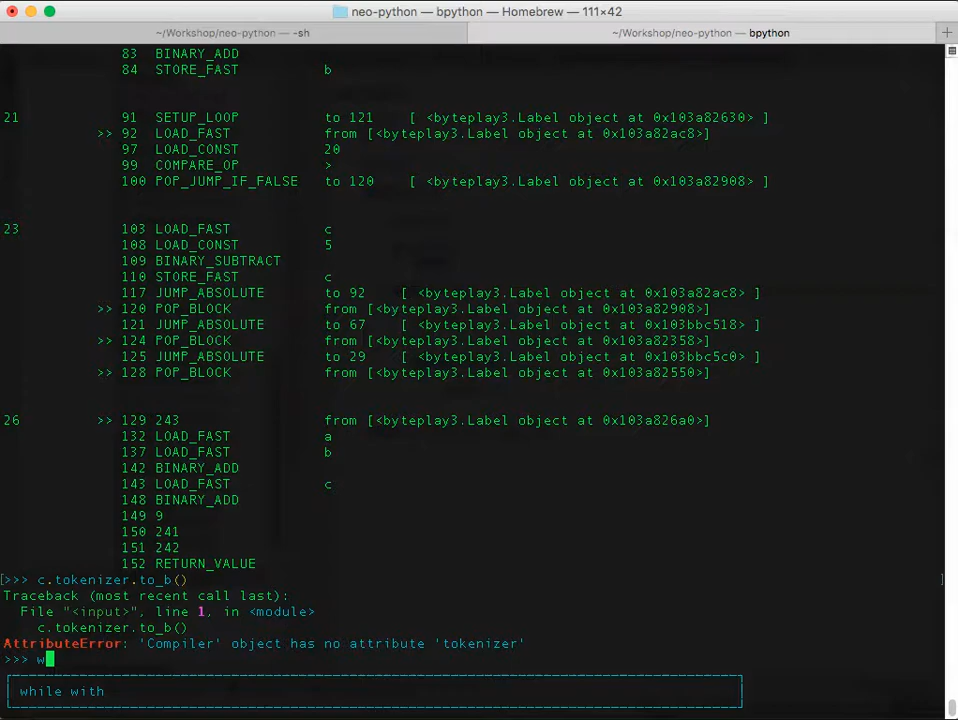 neo-python — bpython — Homebrew — 111×42
~/Workshop/neo-python — -sh ~/Workshop/neo-python — bpython +
83 BINARY_ADD
84 STORE_FAST b
21 91 SETUP_LOOP to 121 [ <byteplay3.Label object at 0x103a82630> ]
>> 92 LOAD_FAST from [<byteplay3.Label object at 0x103a82ac8>]
97 LOAD_CONST 20
99 COMPARE_OP >
100 POP_JUMP_IF_FALSE to 120 [ <byteplay3.Label object at 0x103a82908> ]
23 103 LOAD_FAST c
108 LOAD_CONST 5
109 BINARY_SUBTRACT
110 STORE_FAST c
117 JUMP_ABSOLUTE to 92 [ <byteplay3.Label object at 0x103a82ac8> ]
>> 120 POP_BLOCK from [<byteplay3.Label object at 0x103a82908>]
121 JUMP_ABSOLUTE to 67 [ <byteplay3.Label object at 0x103bbc518> ]
>> 124 POP_BLOCK from [<byteplay3.Label object at 0x103a82358>]
125 JUMP_ABSOLUTE to 29 [ <byteplay3.Label object at 0x103bbc5c0> ]
>> 128 POP_BLOCK from [<byteplay3.Label object at 0x103a82550>]
26 >> 129 243 from [<byteplay3.Label object at 0x103a826a0>]
132 LOAD_FAST a
137 LOAD_FAST b
142 BINARY_ADD
143 LOAD_FAST c
148 BINARY_ADD
149 9
150 241
151 242
152 RETURN_VALUE
[>>> c.tokenizer.to_b() ]
Traceback (most recent call last):
File "<input>", line 1, in <module>
c.tokenizer.to_b()
AttributeError: 'Compiler' object has no attribute 'tokenizer'
>>> w
while with